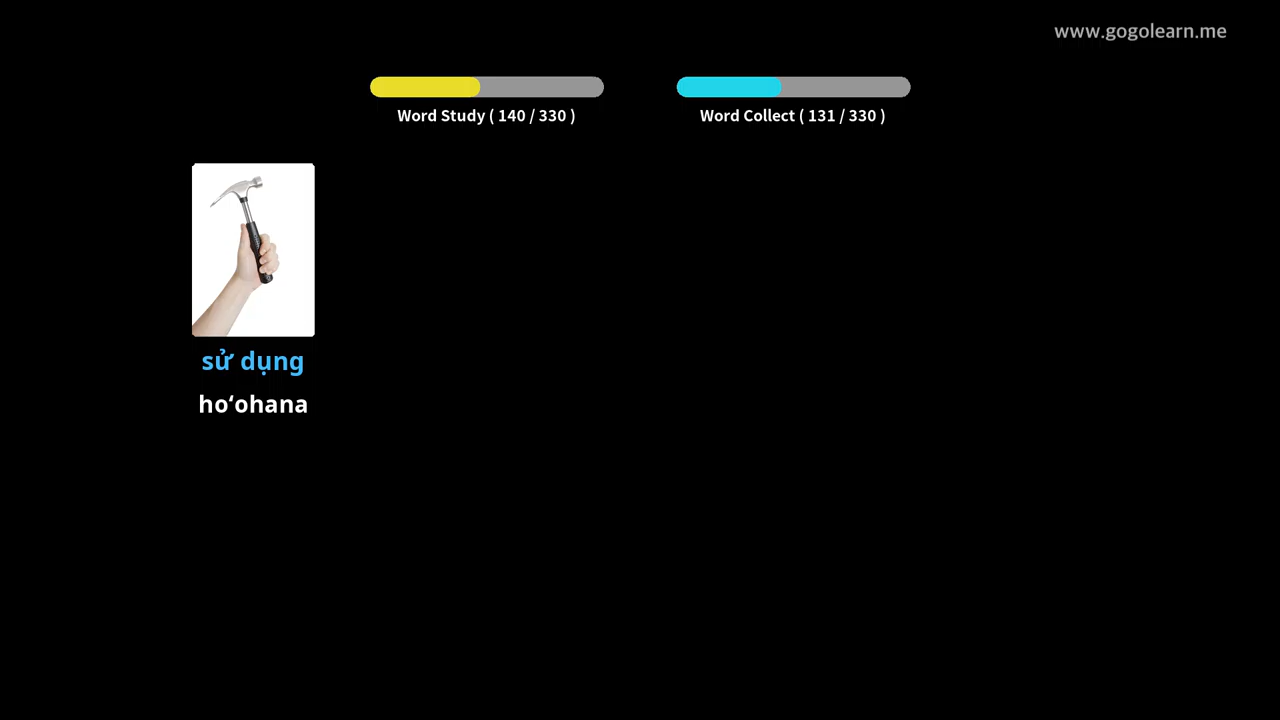 www.gogolearn.me
Word Study ( 140 / 330 )
Word Collect ( 131 / 330 )
sử dụng
hoʻohana